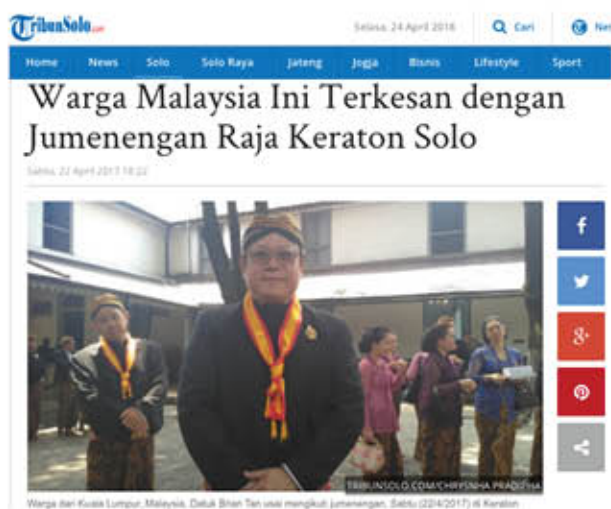 TribunSolo.com
Selasa, 24 April 2018
Cari
Home News Solo Solo Raya Jateng Jogja Bisnis Lifestyle Sport
Warga Malaysia Ini Terkesan dengan
Jumenengan Raja Keraton Solo
Sabtu, 22 April 2017 18:22
f
8+
TRIBUNSOLO.COM/CHRYSNHA PRADIPHA
Warga dari Kuala Lumpur, Malaysia, Datuk Brian Tan usai mengikuti jumenengan, Sabtu (22/4/2017) di Keraton